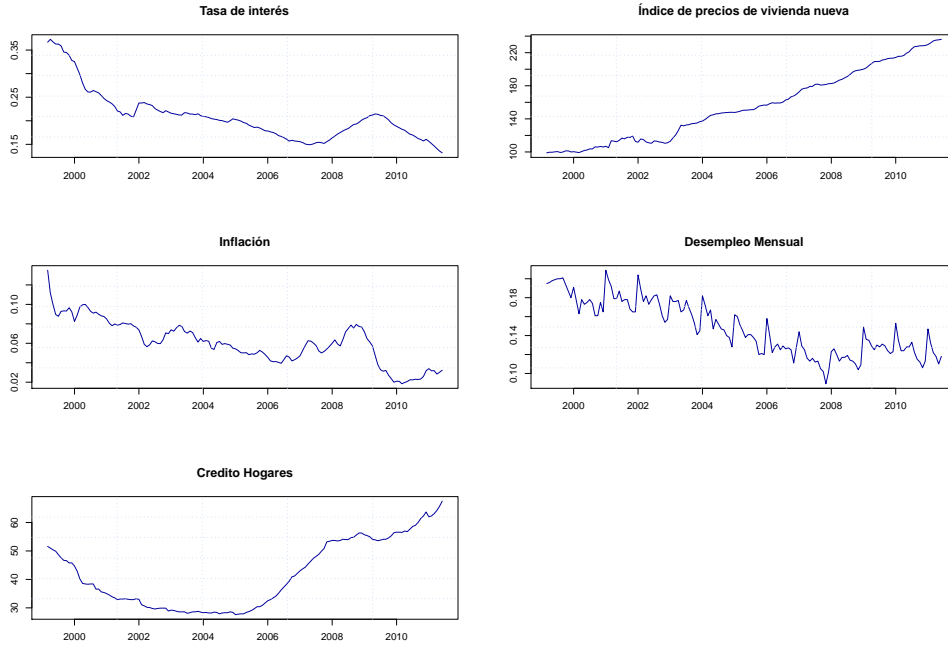 Tasa de interés
0.35
0.25
0.15
2000 2002 2004 2006 2008 2010
Índice de precios de vivienda nueva
220
180
140
100
2000 2002 2004 2006 2008 2010
Inflación
0.10
0.06
0.02
2000 2002 2004 2006 2008 2010
Desempleo Mensual
0.18
0.14
0.10
2000 2002 2004 2006 2008 2010
Credito Hogares
60
50
40
30
2000 2002 2004 2006 2008 2010